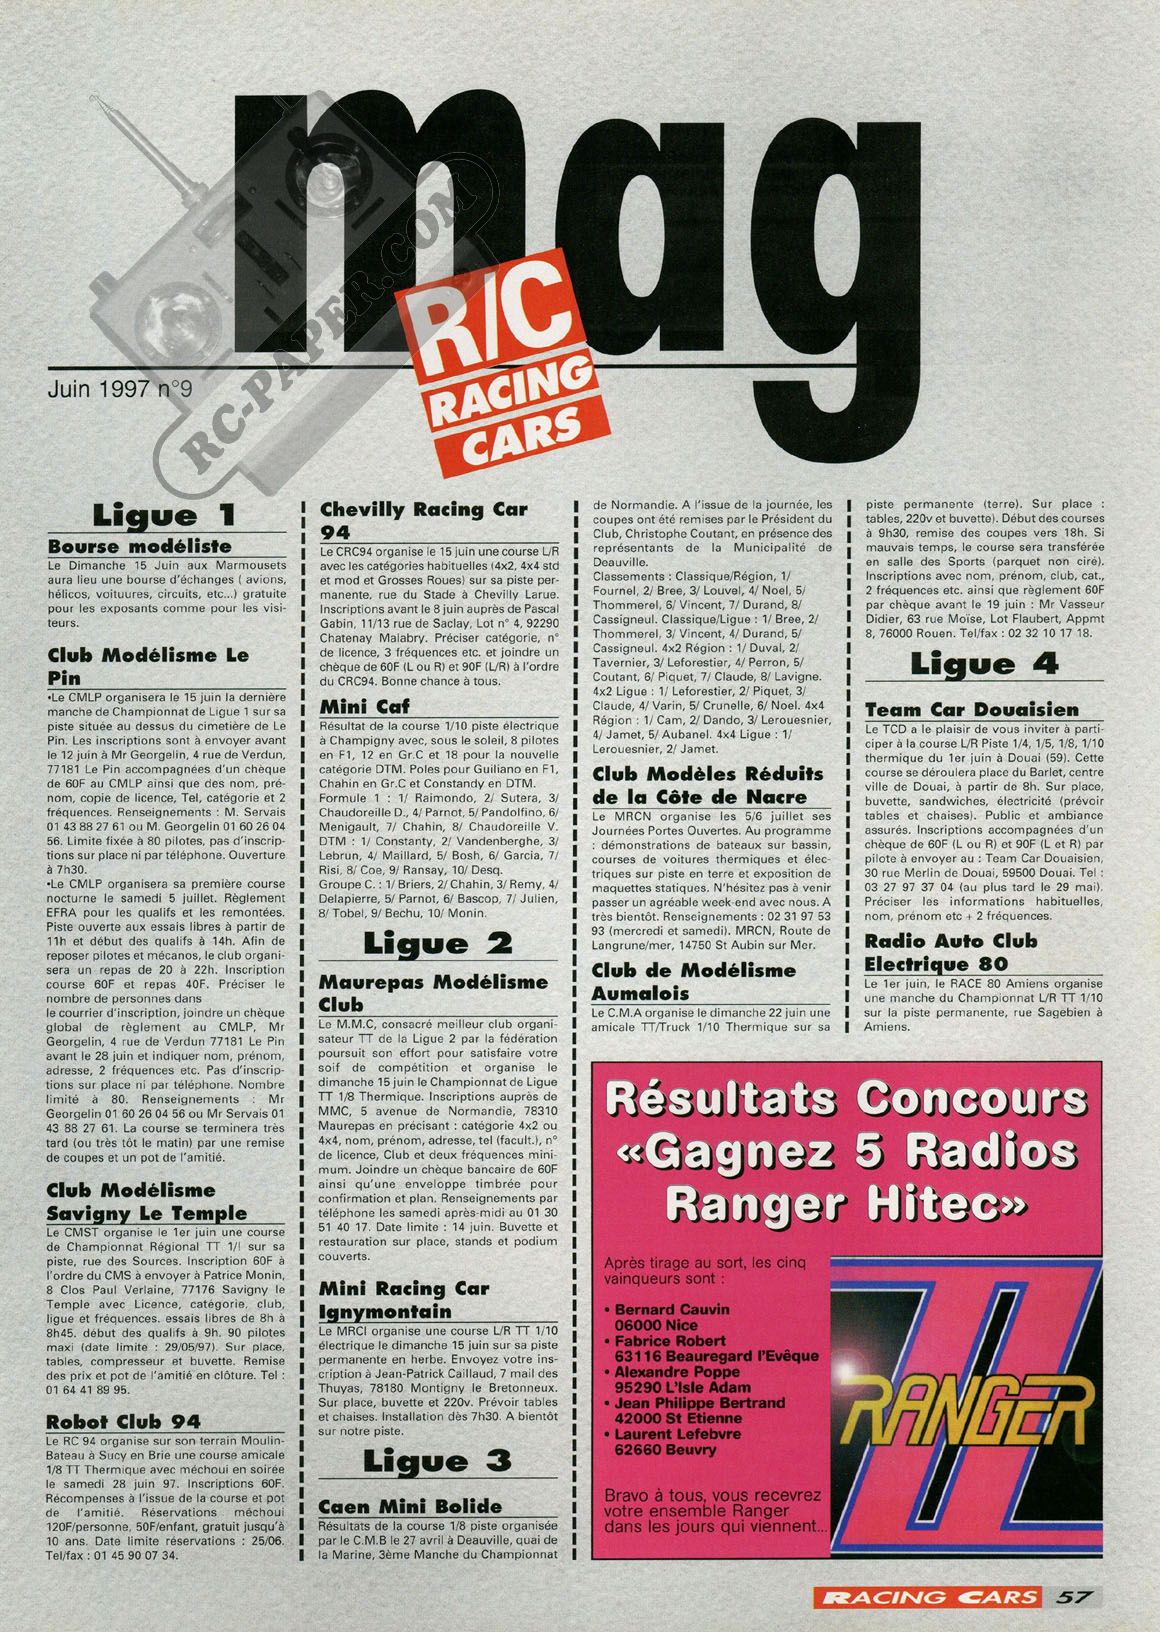 mag
R/C
RACING
CARS
RC-PAPER.COM
Juin 1997 n°9
Ligue 1
Bourse modéliste
Le Dimanche 15 Juin aux Marmousets
aura lieu une bourse d'échanges ( avions,
hélicos, voituures, circuits, etc...) gratuite
pour les exposants comme pour les visi-
teurs.
Club Modélisme Le
Pin
•Le CMLP organisera le 15 juin la dernière
manche de Championnat de Ligue 1 sur sa
piste située au dessus du cimetière de Le
Pin. Les inscriptions sont à envoyer avant
le 12 juin à Mr Georgelin, 4 rue de Verdun,
77181 Le Pin accompagnées d'un chèque
de 60F au CMLP ainsi que des nom, pré-
nom, copie de licence, Tel, catégorie et 2
fréquences. Renseignements : M. Servais
01 43 88 27 61 ou M. Georgelin 01 60 26 04
56. Limite fixée à 80 pilotes, pas d'inscrip-
tions sur place ni par téléphone. Ouverture
à 7h30.
•Le CMLP organisera sa première course
nocturne le samedi 5 juillet. Règlement
EFRA pour les qualifs et les remontées.
Piste ouverte aux essais libres à partir de
11h et début des qualifs à 14h. Afin de
reposer pilotes et mécanos, le club organi-
sera un repas de 20 à 22h. Inscription
course 60F et repas 40F. Préciser le
nombre de personnes dans
le courrier d'inscription, joindre un chèque
global de règlement au CMLP, Mr
Georgelin, 4 rue de Verdun 77181 Le Pin
avant le 28 juin et indiquer nom, prénom,
adresse, 2 fréquences etc. Pas d'inscrip-
tions sur place ni par téléphone. Nombre
limité à 80. Renseignements : Mr
Georgelin 01 60 26 04 56 ou Mr Servais 01
43 88 27 61. La course se terminera très
tard (ou très tôt le matin) par une remise
de coupes et un pot de l'amitié.
Club Modélisme
Savigny Le Temple
Le CMST organise le 1er juin une course
de Championnat Régional TT 1/l sur sa
piste, rue des Sources. Inscription 60F à
l'ordre du CMS à envoyer à Patrice Monin,
8 Clos Paul Verlaine, 77176 Savigny le
Temple avec Licence, catégorie, club,
ligue et fréquences. essais libres de 8h à
8h45. début des qualifs à 9h. 90 pilotes
maxi (date limite : 29/05/97). Sur place,
tables, compresseur et buvette. Remise
des prix et pot de l'amitié en clôture. Tel :
01 64 41 89 95.
Robot Club 94
Le RC 94 organise sur son terrain Moulin-
Bateau à Sucy en Brie une course amicale
1/8 TT Thermique avec méchoui en soirée
le samedi 28 juin 97. Inscriptions 60F.
Récompenses à l'issue de la course et pot
de l'amitié. Réservations méchoui
120F/personne, 50F/enfant, gratuit jusqu'à
10 ans. Date limite réservations : 25/06.
Tel/fax : 01 45 90 07 34.
Chevilly Racing Car
94
Le CRC94 organise le 15 juin une course L/R
avec les catégories habituelles (4x2, 4x4 std
et mod et Grosses Roues) sur sa piste per-
manente, rue du Stade à Chevilly Larue.
Inscriptions avant le 8 juin auprès de Pascal
Gabin, 11/13 rue de Saclay, Lot n° 4, 92290
Chatenay Malabry. Préciser catégorie, n°
de licence, 3 fréquences etc. et joindre un
chèque de 60F (L ou R) et 90F (L/R) à l'ordre
du CRC94. Bonne chance à tous.
Mini Caf
Résultat de la course 1/10 piste électrique
à Champigny avec, sous le soleil, 8 pilotes
en F1, 12 en Gr.C et 18 pour la nouvelle
catégorie DTM. Poles pour Guiliano en F1,
Chahin en Gr.C et Constandy en DTM.
Formule 1 : 1/ Raimondo, 2/ Sutera, 3/
Chaudoreille D., 4/ Parnot, 5/ Pandolfino, 6/
Menigault, 7/ Chahin, 8/ Chaudoreille V.
DTM : 1/ Constanty, 2/ Vandenberghe, 3/
Lebrun, 4/ Maillard, 5/ Bosh, 6/ Garcia, 7/
Risi, 8/ Coe, 9/ Ransay, 10/ Desq.
Groupe C. : 1/ Briers, 2/ Chahin, 3/ Remy, 4/
Delapierre, 5/ Parnot, 6/ Bascop, 7/ Julien,
8/ Tobel, 9/ Bechu, 10/ Monin.
Ligue 2
Maurepas Modélisme
Club
Le M.M.C, consacré meilleur club organi-
sateur TT de la Ligue 2 par la fédération
poursuit son effort pour satisfaire votre
soif de compétition et organise le
dimanche 15 juin le Championnat de Ligue
TT 1/8 Thermique. Inscriptions auprès de
MMC, 5 avenue de Normandie, 78310
Maurepas en précisant : catégorie 4x2 ou
4x4, nom, prénom, adresse, tel (facult.), n°
de licence, Club et deux fréquences mini-
mum. Joindre un chèque bancaire de 60F
ainsi qu'une enveloppe timbrée pour
confirmation et plan. Renseignements par
téléphone les samedi après-midi au 01 30
51 40 17. Date limite : 14 juin. Buvette et
restauration sur place, stands et podium
couverts.
Mini Racing Car
Ignymontain
Le MRCI organise une course L/R TT 1/10
électrique le dimanche 15 juin sur sa piste
permanente en herbe. Envoyez votre ins-
cription à Jean-Patrick Caillaud, 7 mail des
Thuyas, 78180 Montigny le Bretonneux.
Sur place, buvette et 220v. Prévoir tables
et chaises. Installation dès 7h30. A bientôt
sur notre piste.
Ligue 3
Caen Mini Bolide
Résultats de la course 1/8 piste organisée
par le C.M.B le 27 avril à Deauville, quai de
la Marine, 3ème Manche du Championnat
de Normandie. A l'issue de la journée, les
coupes ont été remises par le Président du
Club, Christophe Coutant, en présence des
représentants de la Municipalité de
Deauville.
Classements : Classique/Région, 1/
Fournel, 2/ Bree, 3/ Louvel, 4/ Noel, 5/
Thommerel, 6/ Vincent, 7/ Durand, 8/
Cassigneul. Classique/Ligue : 1/ Bree, 2/
Thommerel, 3/ Vincent, 4/ Durand, 5/
Cassigneul. 4x2 Région : 1/ Duval, 2/
Tavernier, 3/ Leforestier, 4/ Perron, 5/
Coutant, 6/ Piquet, 7/ Claude, 8/ Lavigne.
4x2 Ligue : 1/ Leforestier, 2/ Piquet, 3/
Claude, 4/ Varin, 5/ Crunelle, 6/ Noel. 4x4
Région : 1/ Cam, 2/ Dando, 3/ Lerouesnier,
4/ Jamet, 5/ Aubanel. 4x4 Ligue : 1/
Lerouesnier, 2/ Jamet.
Club Modèles Réduits
de la Côte de Nacre
Le MRCN organise les 5/6 juillet ses
Journées Portes Ouvertes. Au programme
: démonstrations de bateaux sur bassin,
courses de voitures thermiques et élec-
triques sur piste en terre et exposition de
maquettes statiques. N'hésitez pas à venir
passer un agréable week-end avec nous. A
très bientôt. Renseignements : 02 31 97 53
93 (mercredi et samedi). MRCN, Route de
Langrune/mer, 14750 St Aubin sur Mer.
Club de Modélisme
Aumalois
Le C.M.A organise le dimanche 22 juin une
amicale TT/Truck 1/10 Thermique sur sa
piste permanente (terre). Sur place :
tables, 220v et buvette). Début des courses
à 9h30, remise des coupes vers 18h. Si
mauvais temps, le course sera transférée
en salle des Sports (parquet non ciré).
Inscriptions avec nom, prénom, club, cat.,
2 fréquences etc. ainsi que règlement 60F
par chèque avant le 19 juin : Mr Vasseur
Didier, 63 rue Moïse, Lot Flaubert, Appmt
8, 76000 Rouen. Tel/fax : 02 32 10 17 18.
Ligue 4
Team Car Douaisien
Le TCD a le plaisir de vous inviter à parti-
ciper à la course L/R Piste 1/4, 1/5, 1/8, 1/10
thermique du 1er juin à Douai (59). Cette
course se déroulera place du Barlet, centre
ville de Douai, à partir de 8h. Sur place,
buvette, sandwiches, électricité (prévoir
tables et chaises). Public et ambiance
assurés. Inscriptions accompagnées d'un
chèque de 60F (L ou R) et 90F (L et R) par
pilote à envoyer au : Team Car Douaisien,
30 rue Merlin de Douai, 59500 Douai. Tel :
03 27 97 37 04 (au plus tard le 29 mai).
Préciser les informations habituelles,
nom, prénom etc + 2 fréquences.
Radio Auto Club
Electrique 80
Le 1er juin, le RACE 80 Amiens organise
une manche du Championnat L/R TT 1/10
sur la piste permanente, rue Sagébien à
Amiens.
Résultats Concours
«Gagnez 5 Radios
Ranger Hitec»
Après tirage au sort, les cinq
vainqueurs sont :
• Bernard Cauvin
06000 Nice
• Fabrice Robert
63116 Beauregard l'Evêque
• Alexandre Poppe
95290 L'Isle Adam
• Jean Philippe Bertrand
42000 St Etienne
• Laurent Lefebvre
62660 Beuvry
Bravo à tous, vous recevrez
votre ensemble Ranger
dans les jours qui viennent...
RANGER
II
RACING CARS 57